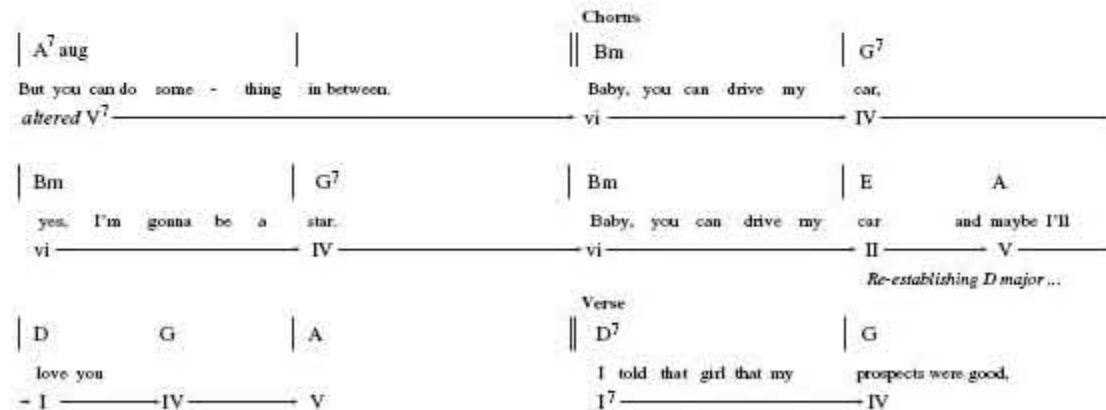 Chorus
A7 aug Bm G7
But you can do some - thing in between. Baby, you can drive my car,
altered V7 vi IV
Bm G7 Bm E A
yes, I'm gonna be a star. Baby, you can drive my car and maybe I'll
vi IV vi II V
Re-establishing D major ...
Verse
D G A D7 G
love you I told that girl that my prospects were good,
I IV V I7 IV